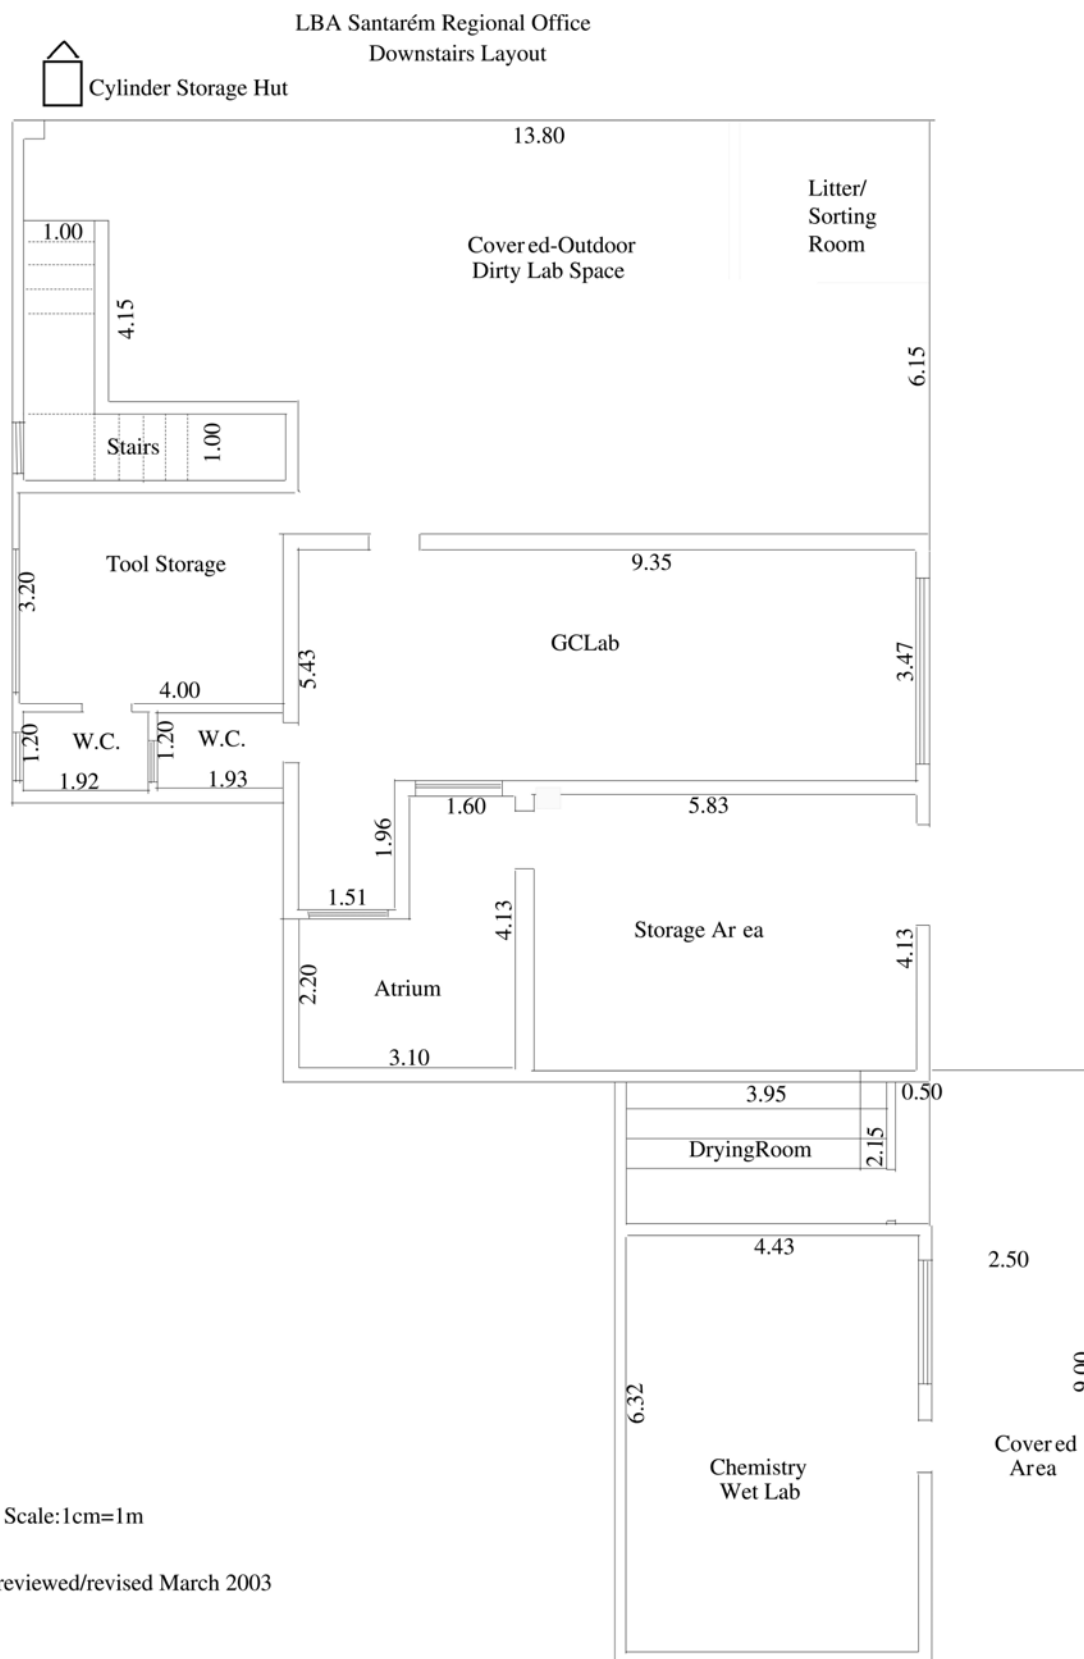 LBA Santarém Regional Office
Downstairs Layout
Cylinder Storage Hut
13.80
Litter/
Sorting
Room
1.00
Covered-Outdoor
Dirty Lab Space
4.15
6.15
Stairs
1.00
Tool Storage
9.35
3.20
GCLab
5.43
3.47
4.00
1.20
W.C.
1.20
W.C.
1.92
1.93
1.60
5.83
1.96
1.51
4.13
Storage Ar ea
4.13
2.20
Atrium
3.10
3.95
0.50
DryingRoom
2.15
4.43
2.50
9.00
6.32
Covered
Area
Chemistry
Wet Lab
Scale:1cm=1m
reviewed/revised March 2003